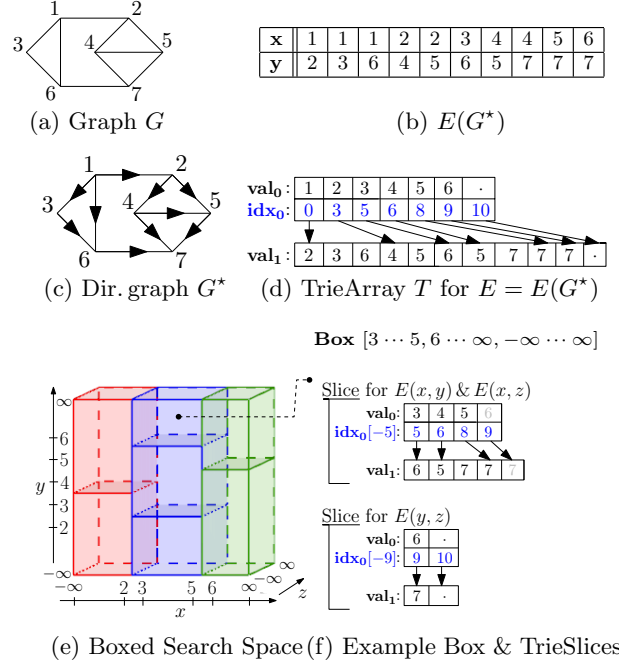 1 2
3 4 5
6 7
(a) Graph G
x 1 1 1 2 2 3 4 4 5 6
y 2 3 6 4 5 6 5 7 7 7
(b) E(G⋆)
1 2
3 4 5
6 7
(c) Dir. graph G⋆
val₀: 1 2 3 4 5 6 ·
idx₀: 0 3 5 6 8 9 10
val₁: 2 3 6 4 5 6 5 7 7 7 ·
(d) TrieArray T for E = E(G⋆)
Box [3 ··· 5, 6 ··· ∞, −∞ ··· ∞]
∞
6
5
y 4
3
2
−∞
−∞ 2 3 5 6 ∞ −∞ ∞
x z
(e) Boxed Search Space
Slice for E(x, y) & E(x, z)
val₀: 3 4 5 6
idx₀[−5]: 5 6 8 9
val₁: 6 5 7 7 7
Slice for E(y, z)
val₀: 6 ·
idx₀[−9]: 9 10
val₁: 7 ·
(f) Example Box & TrieSlices